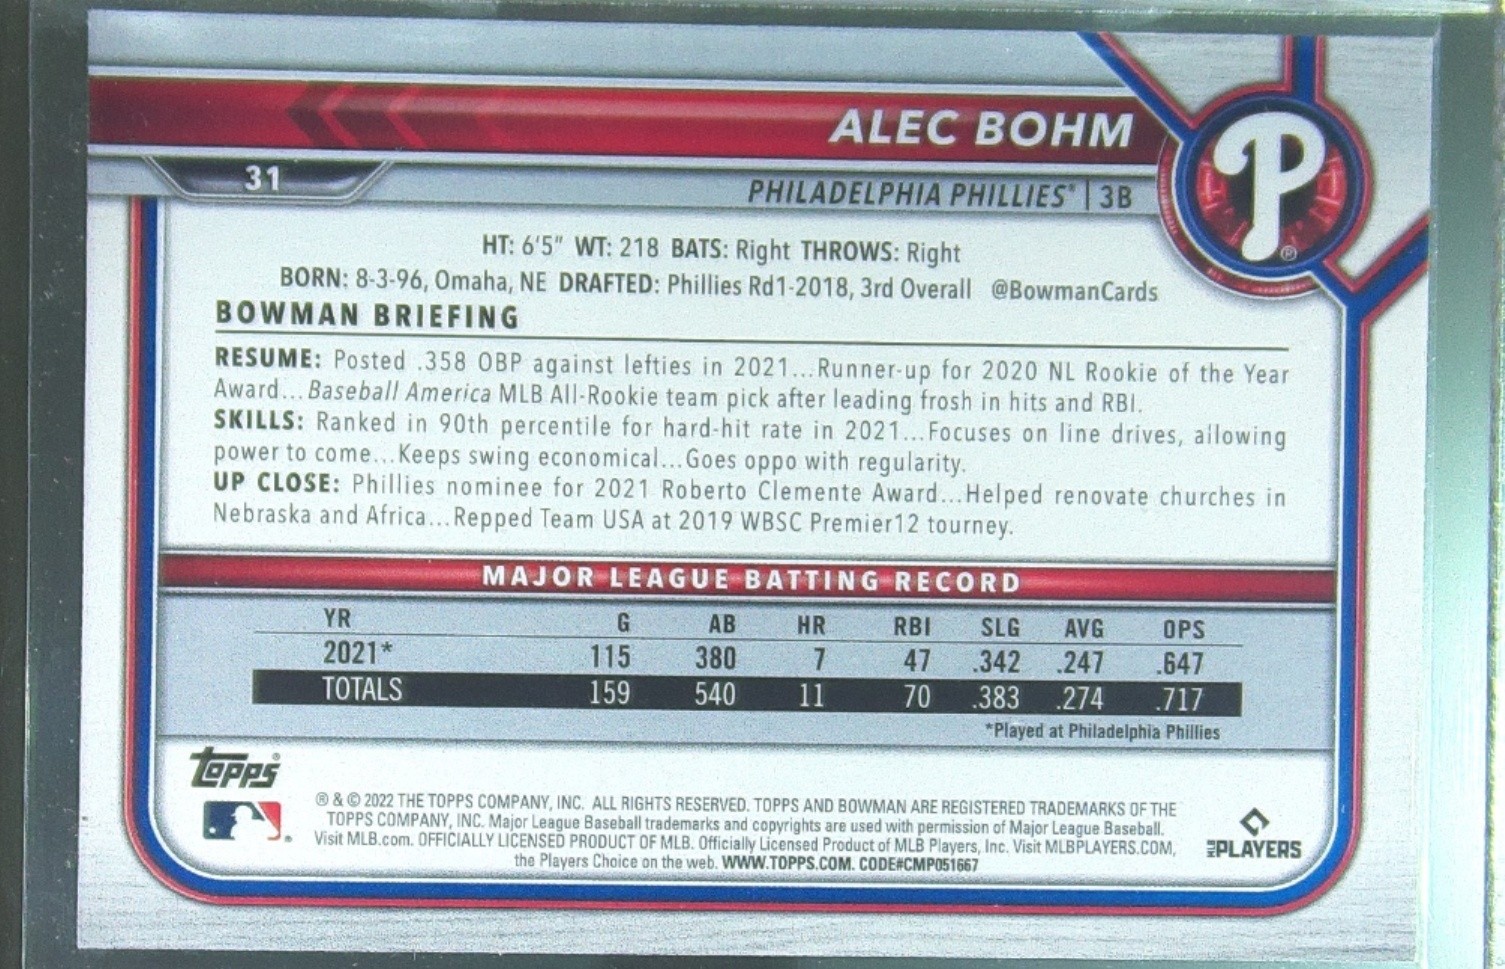 ALEC BOHM
31
PHILADELPHIA PHILLIES® | 3B
P
®
HT: 6'5" WT: 218 BATS: Right THROWS: Right
BORN: 8-3-96, Omaha, NE DRAFTED: Phillies Rd1-2018, 3rd Overall @BowmanCards
BOWMAN BRIEFING
RESUME: Posted .358 OBP against lefties in 2021...Runner-up for 2020 NL Rookie of the Year
Award...Baseball America MLB All-Rookie team pick after leading frosh in hits and RBI.
SKILLS: Ranked in 90th percentile for hard-hit rate in 2021...Focuses on line drives, allowing
power to come...Keeps swing economical...Goes oppo with regularity.
UP CLOSE: Phillies nominee for 2021 Roberto Clemente Award...Helped renovate churches in
Nebraska and Africa...Repped Team USA at 2019 WBSC Premier12 tourney.
MAJOR LEAGUE BATTING RECORD
YR G AB HR RBI SLG AVG OPS
2021* 115 380 7 47 .342 .247 .647
TOTALS 159 540 11 70 .383 .274 .717
*Played at Philadelphia Phillies
topps®
® & © 2022 THE TOPPS COMPANY, INC. ALL RIGHTS RESERVED. TOPPS AND BOWMAN ARE REGISTERED TRADEMARKS OF THE
TOPPS COMPANY, INC. Major League Baseball trademarks and copyrights are used with permission of Major League Baseball.
Visit MLB.com. OFFICIALLY LICENSED PRODUCT OF MLB. Officially Licensed Product of MLB Players, Inc. Visit MLBPLAYERS.COM,
the Players Choice on the web. WWW.TOPPS.COM. CODE#CMP051667
MLB PLAYERS